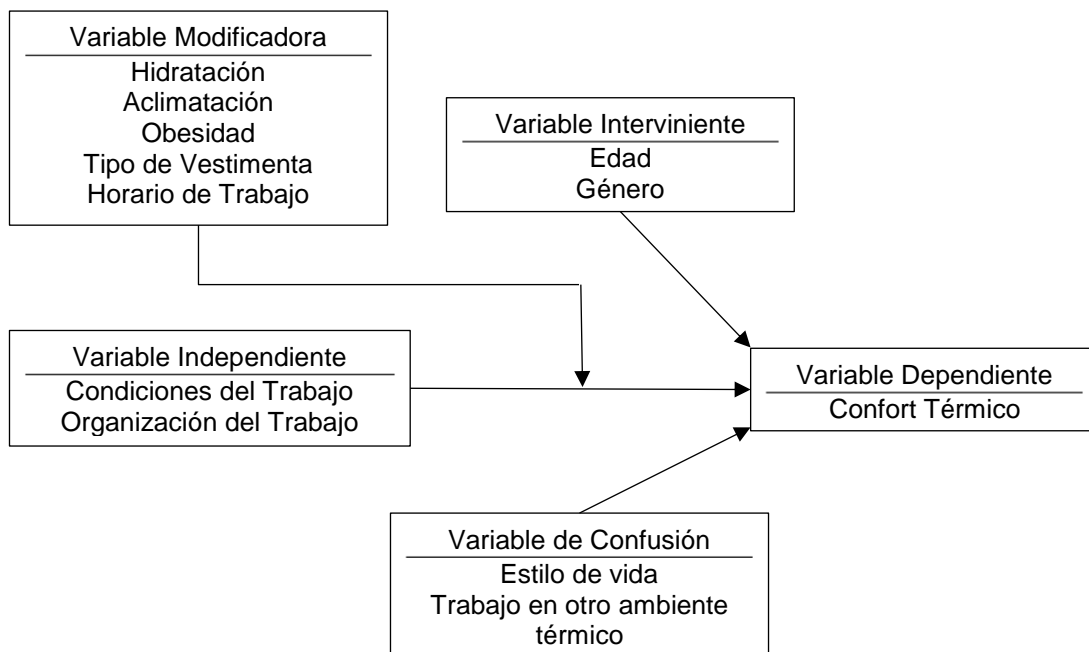 Variable Modificadora
Hidratación
Aclimatación
Obesidad
Tipo de Vestimenta
Horario de Trabajo
Variable Interviniente
Edad
Género
Variable Independiente
Condiciones del Trabajo
Organización del Trabajo
Variable Dependiente
Confort Térmico
Variable de Confusión
Estilo de vida
Trabajo en otro ambiente
térmico